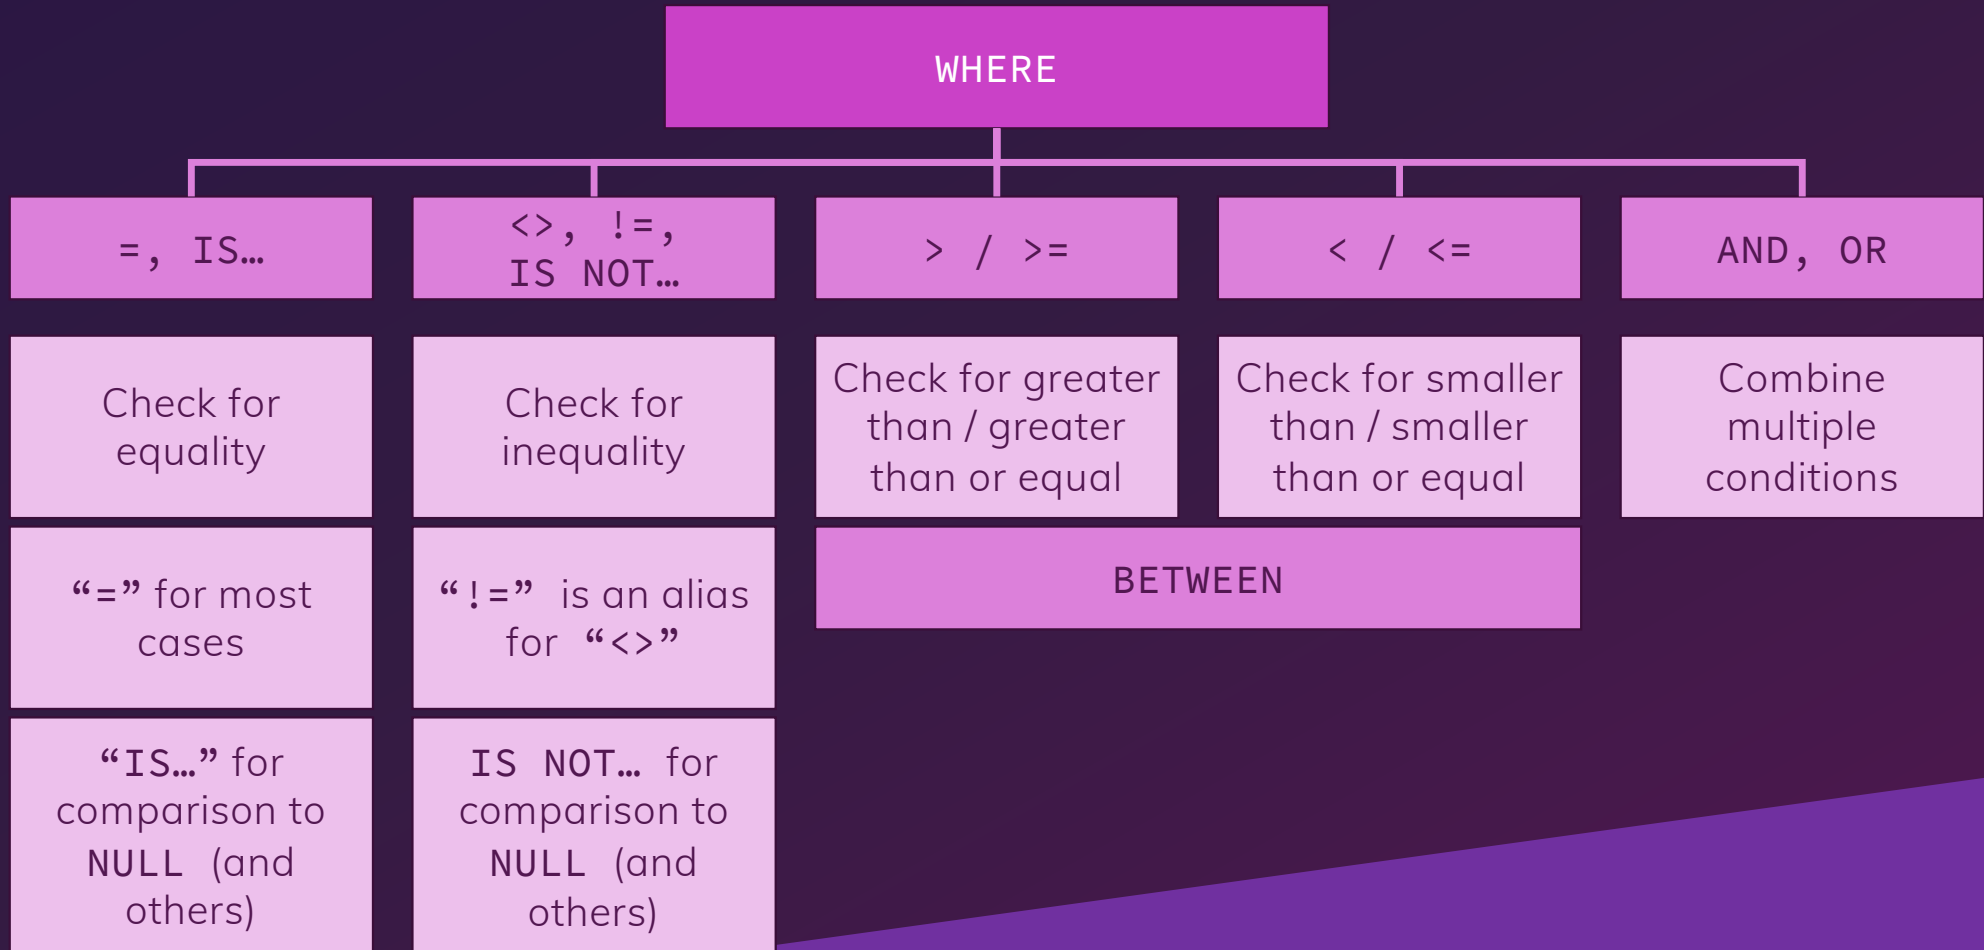 WHERE
=, IS…
<>, !=,
IS NOT…
> / >=
< / <=
AND, OR
Check for
equality
Check for
inequality
Check for greater
than / greater
than or equal
Check for smaller
than / smaller
than or equal
Combine
multiple
conditions
“=” for most
cases
“!=” is an alias
for “<>”
BETWEEN
“IS…” for
comparison to
NULL (and
others)
IS NOT… for
comparison to
NULL (and
others)